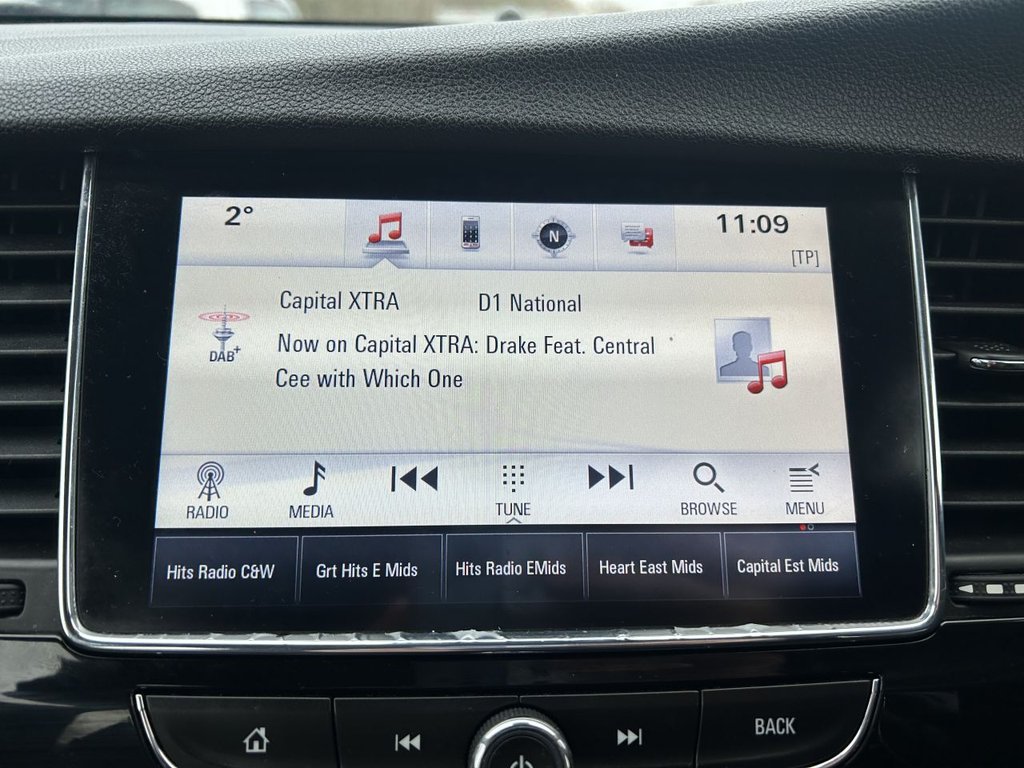 2°
N
11:09
[TP]
Capital XTRA D1 National
DAB+
Now on Capital XTRA: Drake Feat. Central
Cee with Which One
RADIO MEDIA TUNE BROWSE MENU
Hits Radio C&W Grt Hits E Mids Hits Radio EMids Heart East Mids Capital Est Mids
BACK